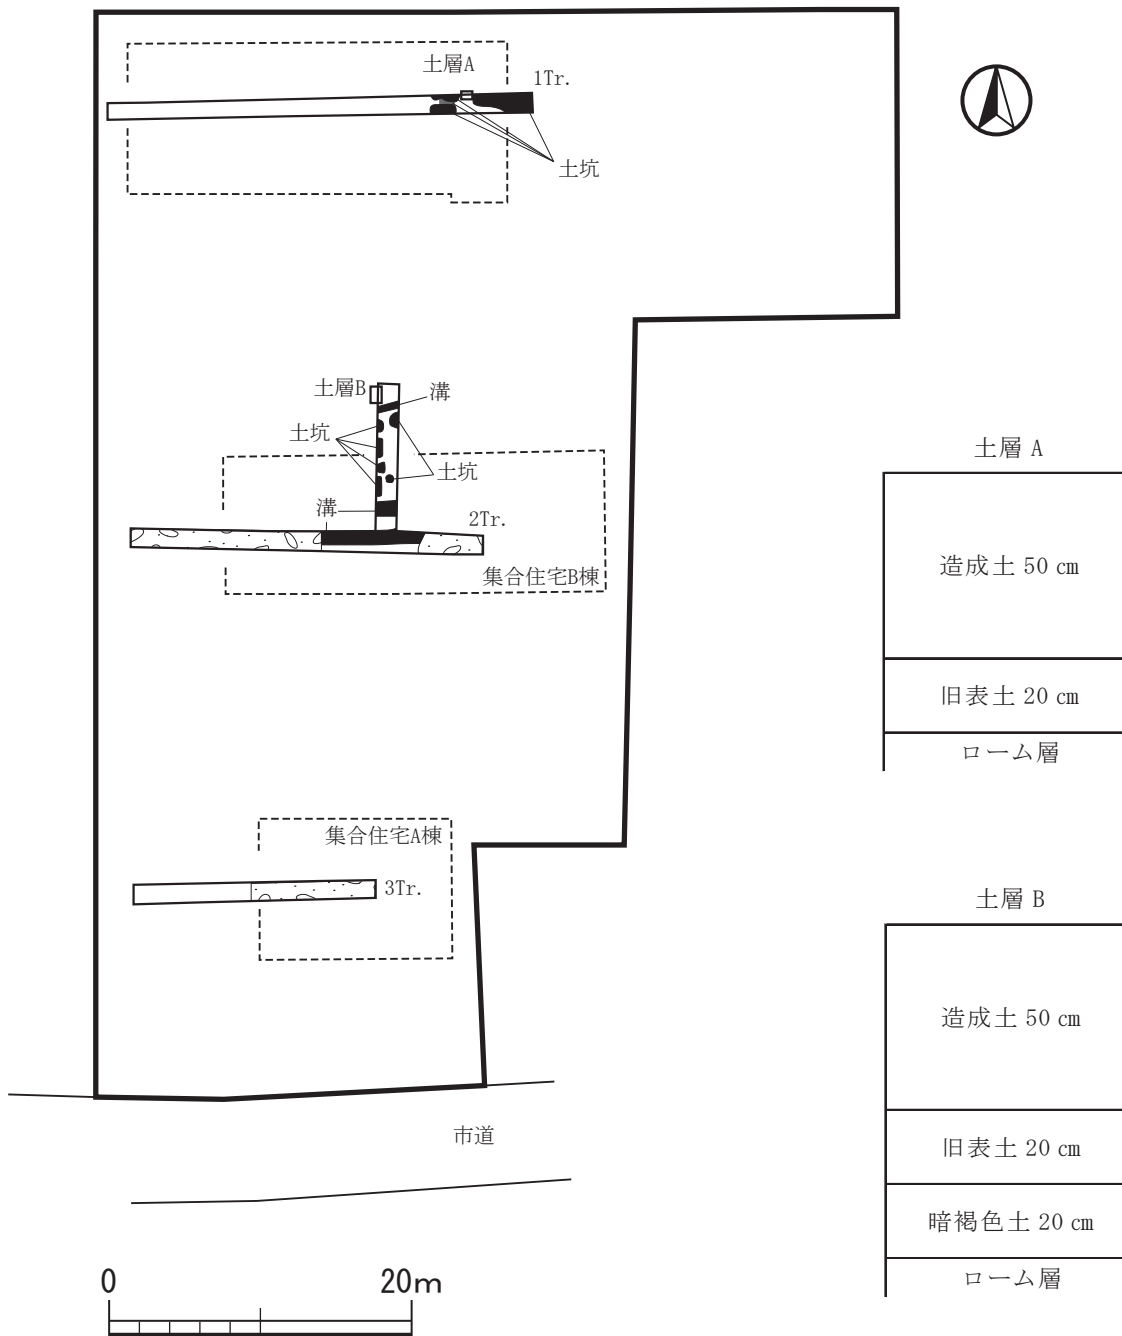 土層A
1Tr.
土坑
土層B
溝
土坑
土坑
溝
2Tr.
集合住宅B棟
集合住宅A棟
3Tr.
市道
0 20m
土層 A
造成土 50 ㎝
旧表土 20 ㎝
ローム層
土層 B
造成土 50 ㎝
旧表土 20 ㎝
暗褐色土 20 ㎝
ローム層